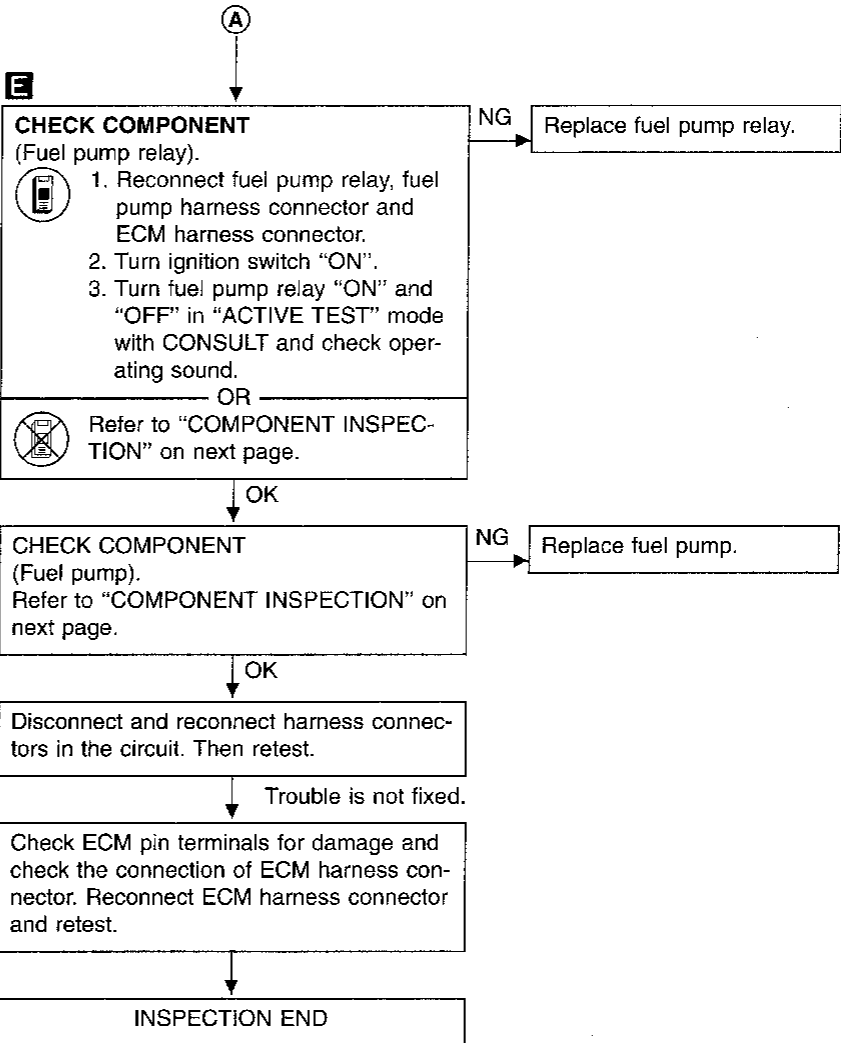 A
E
CHECK COMPONENT
NG
Replace fuel pump relay.
(Fuel pump relay).
1. Reconnect fuel pump relay, fuel
pump harness connector and
ECM harness connector.
2. Turn ignition switch “ON”.
3. Turn fuel pump relay “ON” and
“OFF” in “ACTIVE TEST” mode
with CONSULT and check oper-
ating sound.
OR
Refer to “COMPONENT INSPEC-
TION” on next page.
OK
CHECK COMPONENT
NG
Replace fuel pump.
(Fuel pump).
Refer to “COMPONENT INSPECTION” on
next page.
OK
Disconnect and reconnect harness connec-
tors in the circuit. Then retest.
Trouble is not fixed.
Check ECM pin terminals for damage and
check the connection of ECM harness con-
nector. Reconnect ECM harness connector
and retest.
INSPECTION END